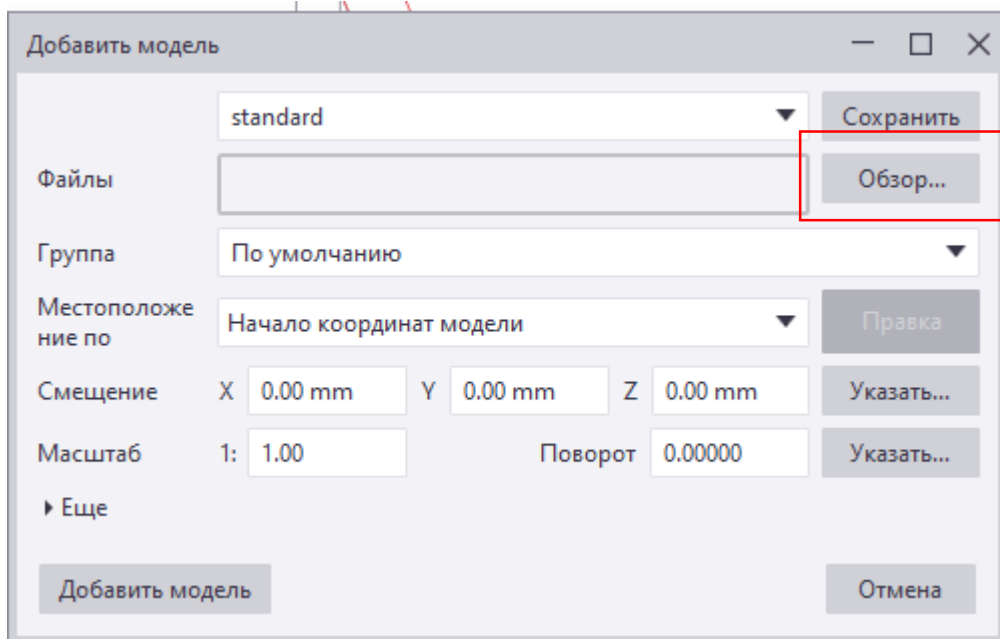 Добавить модель
standard Сохранить
Файлы Обзор...
Группа По умолчанию
Местоположе
ние по Начало координат модели Правка
Смещение X 0.00 mm Y 0.00 mm Z 0.00 mm Указать...
Масштаб 1: 1.00 Поворот 0.00000 Указать...
Еще
Добавить модель Отмена